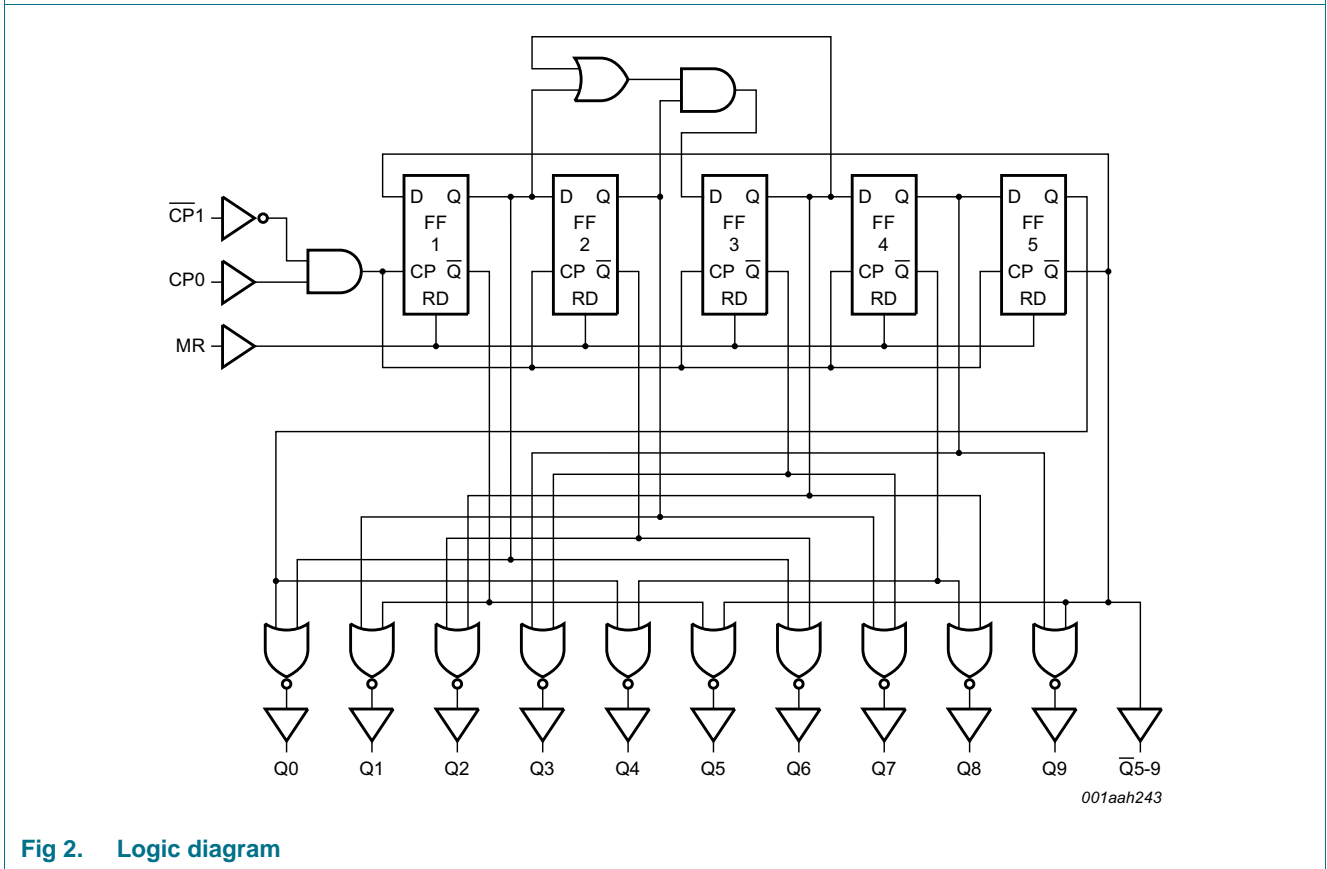 D Q D Q D Q D Q D Q
FF FF FF FF FF
1 2 3 4 5
CP Q̅ CP Q̅ CP Q̅ CP Q̅ CP Q̅
RD RD RD RD RD
C̅P̅1
CP0
MR
Q0 Q1 Q2 Q3 Q4 Q5 Q6 Q7 Q8 Q9 Q̅5-9
001aah243
Fig 2. Logic diagram